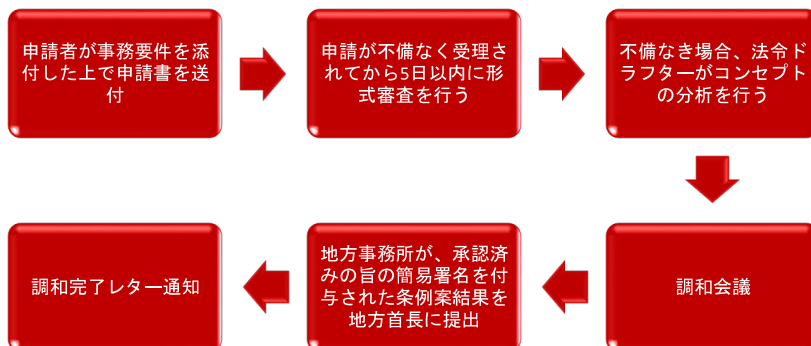 申請者が事務要件を添
付した上で申請書を送
付
申請が不備なく受理され
てから5日以内に形
式審査を行う
不備なき場合、法令ド
ラフターがコンセプト
の分析を行う
調和会議
地方事務所が、承認済
みの旨の簡易署名を付
与された条例案結果を
地方首長に提出
調和完了レター通知